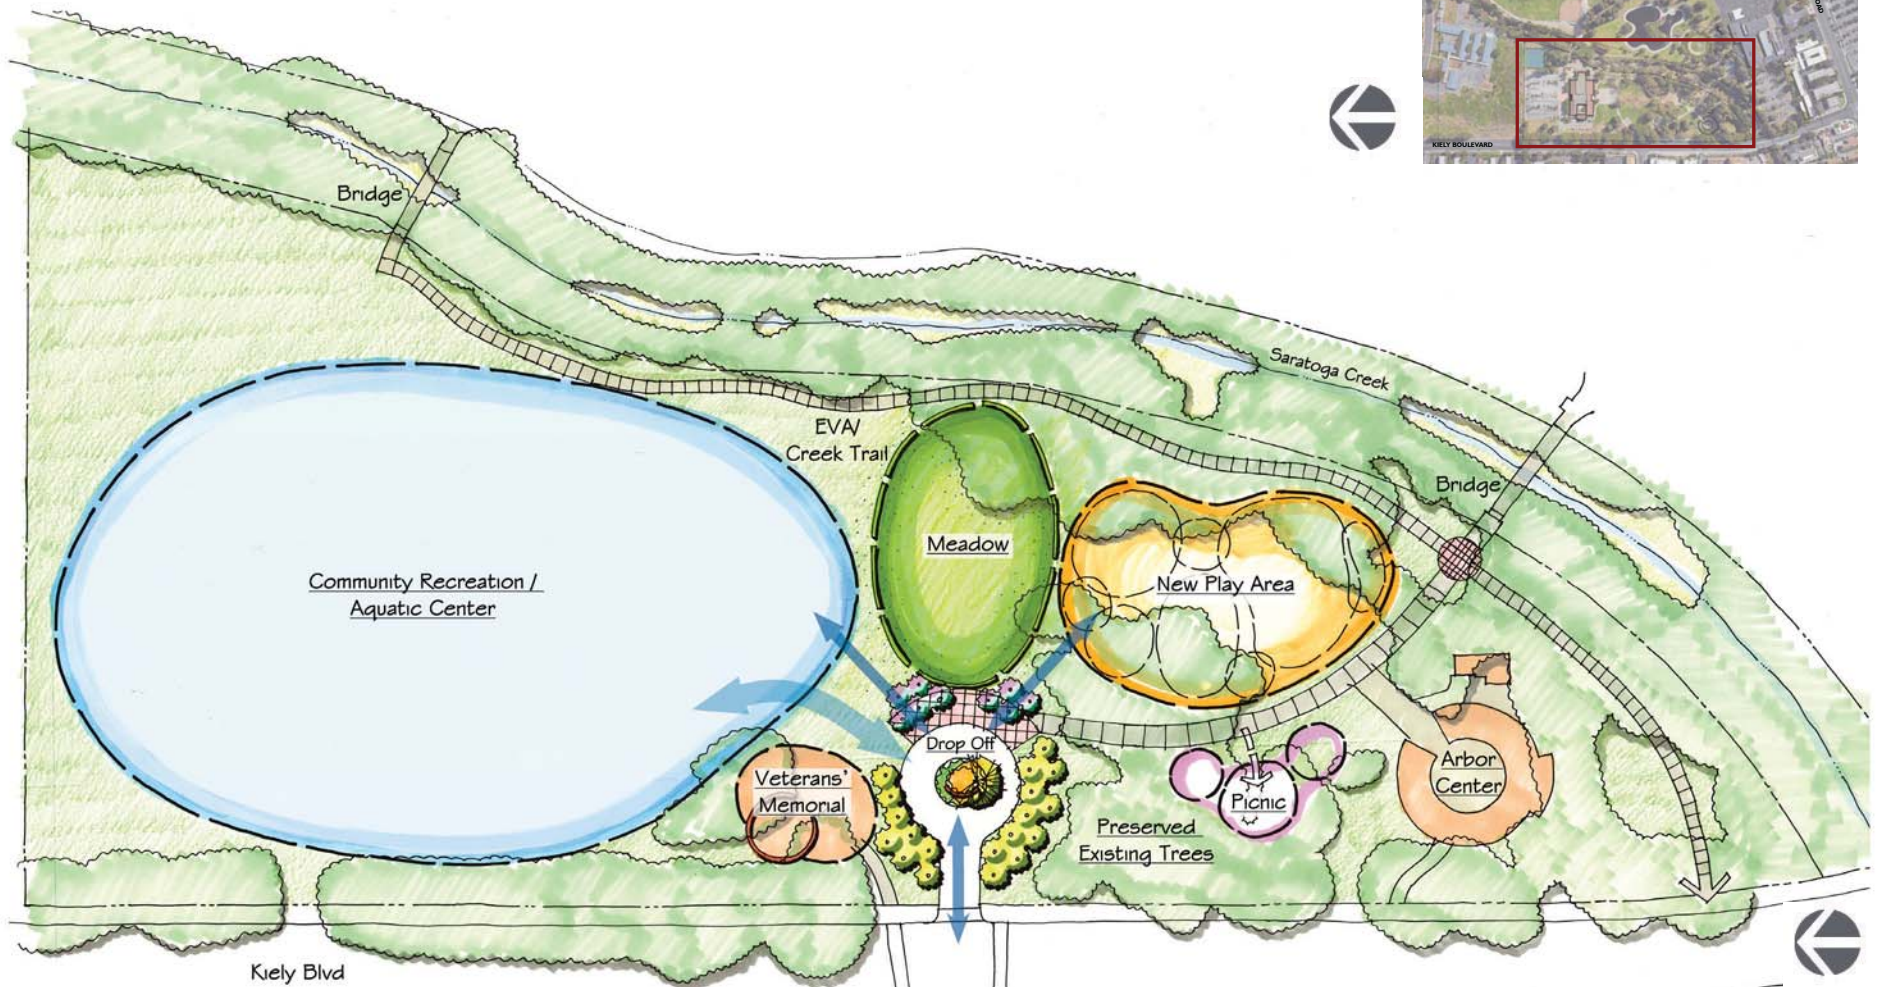 KIELY BOULEVARD
OAD
Bridge
Saratoga Creek
EVA/
Creek Trail
Bridge
Meadow
New Play Area
Community Recreation /
Aquatic Center
Drop Off
Veterans'
Memorial
Arbor
Center
Picnic
Preserved
Existing Trees
Kiely Blvd